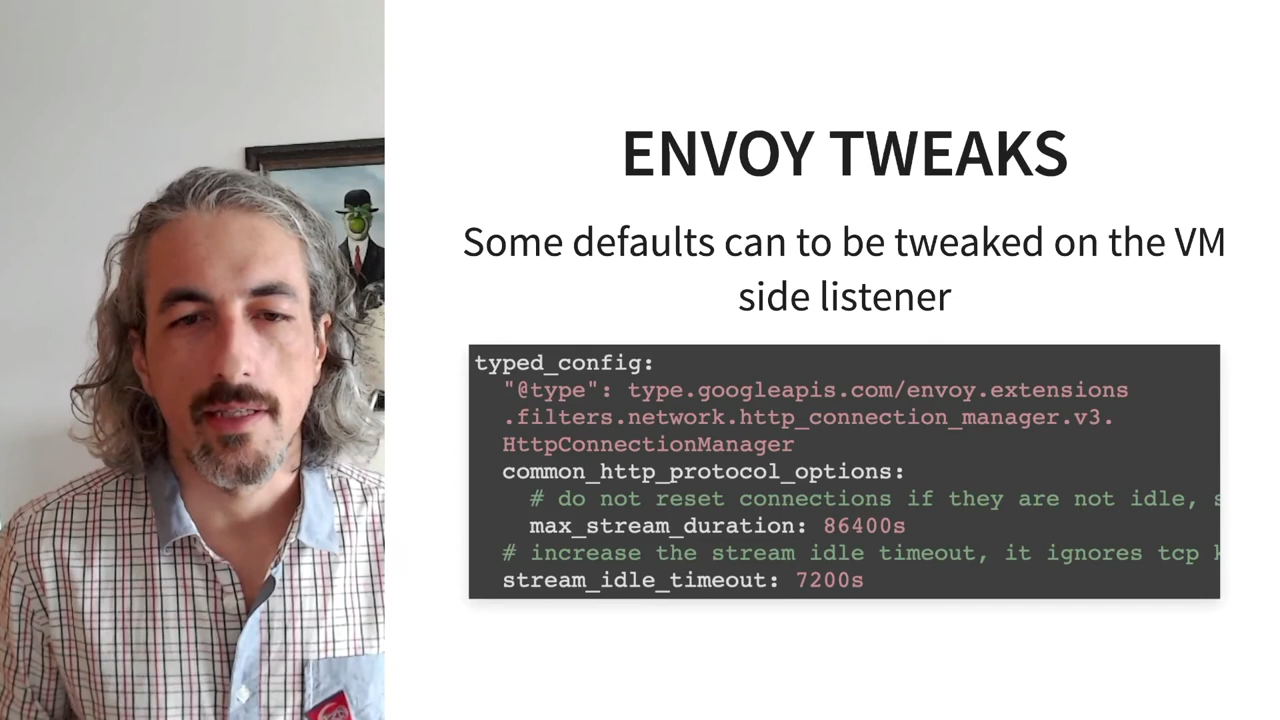 ENVOY TWEAKS
Some defaults can to be tweaked on the VM
side listener
typed_config:
"@type": type.googleapis.com/envoy.extensions
.filters.network.http_connection_manager.v3.
HttpConnectionManager
common_http_protocol_options:
# do not reset connections if they are not idle,
max_stream_duration: 86400s
# increase the stream idle timeout, it ignores tcp
stream_idle_timeout: 7200s